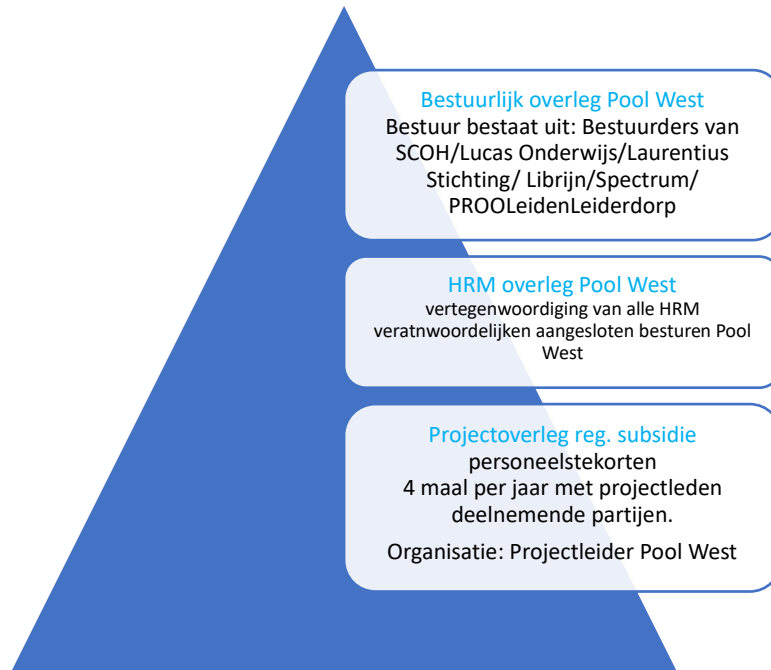 Bestuurlijk overleg Pool West
Bestuur bestaat uit: Bestuurders van
SCOH/Lucas Onderwijs/Laurentius
Stichting/ Librijn/Spectrum/
PROOLeidenLeiderdorp
HRM overleg Pool West
vertegenwoordiging van alle HRM
veratnwoordelijken aangesloten besturen Pool
West
Projectoverleg reg. subsidie
personeelstekorten
4 maal per jaar met projectleden
deelnemende partijen.
Organisatie: Projectleider Pool West